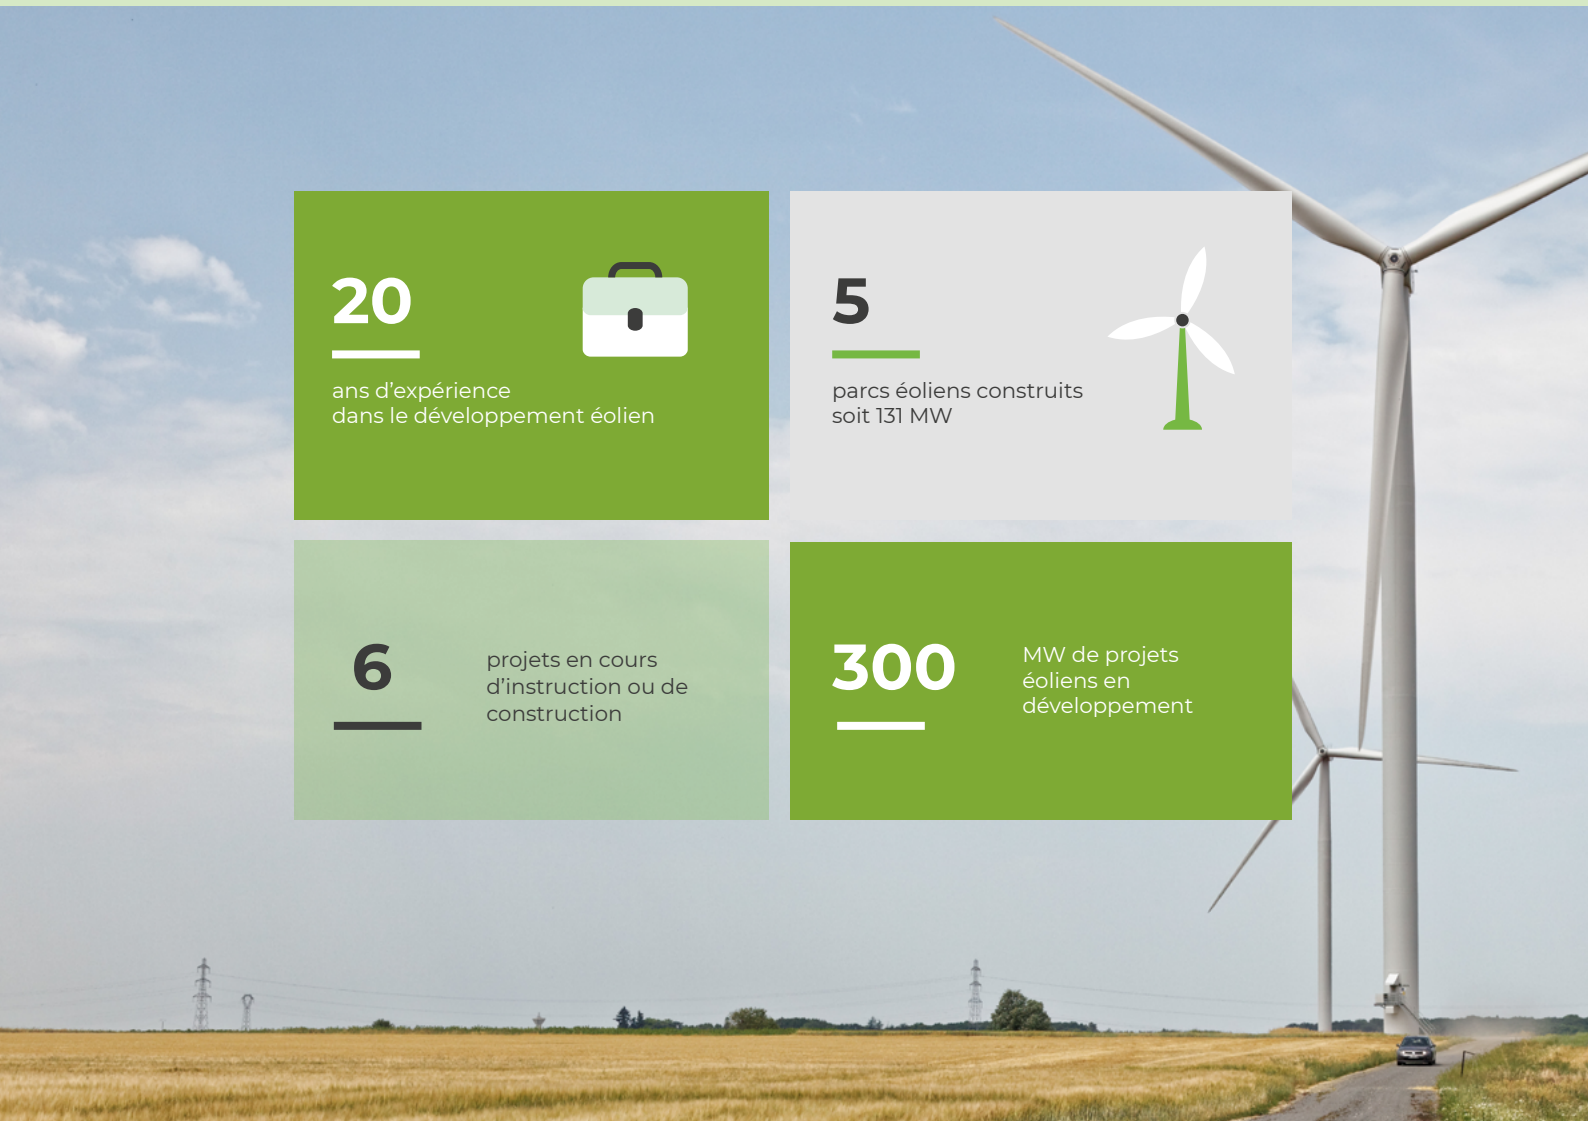 20
ans d’expérience
dans le développement éolien
5
parcs éoliens construits
soit 131 MW
6
projets en cours
d’instruction ou de
construction
300
MW de projets
éoliens en
développement